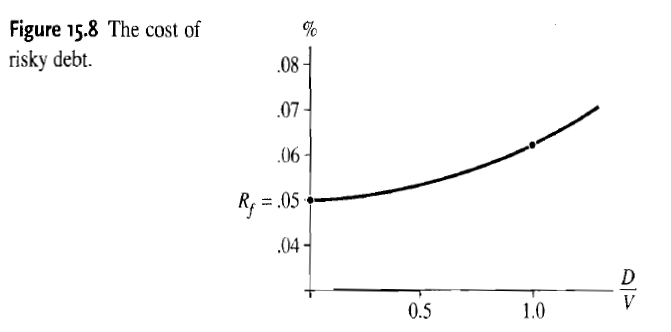 Figure 15.8 The cost of
risky debt.
%
.08
.07
.06
R_f = .05
.04
0.5
1.0
D
V